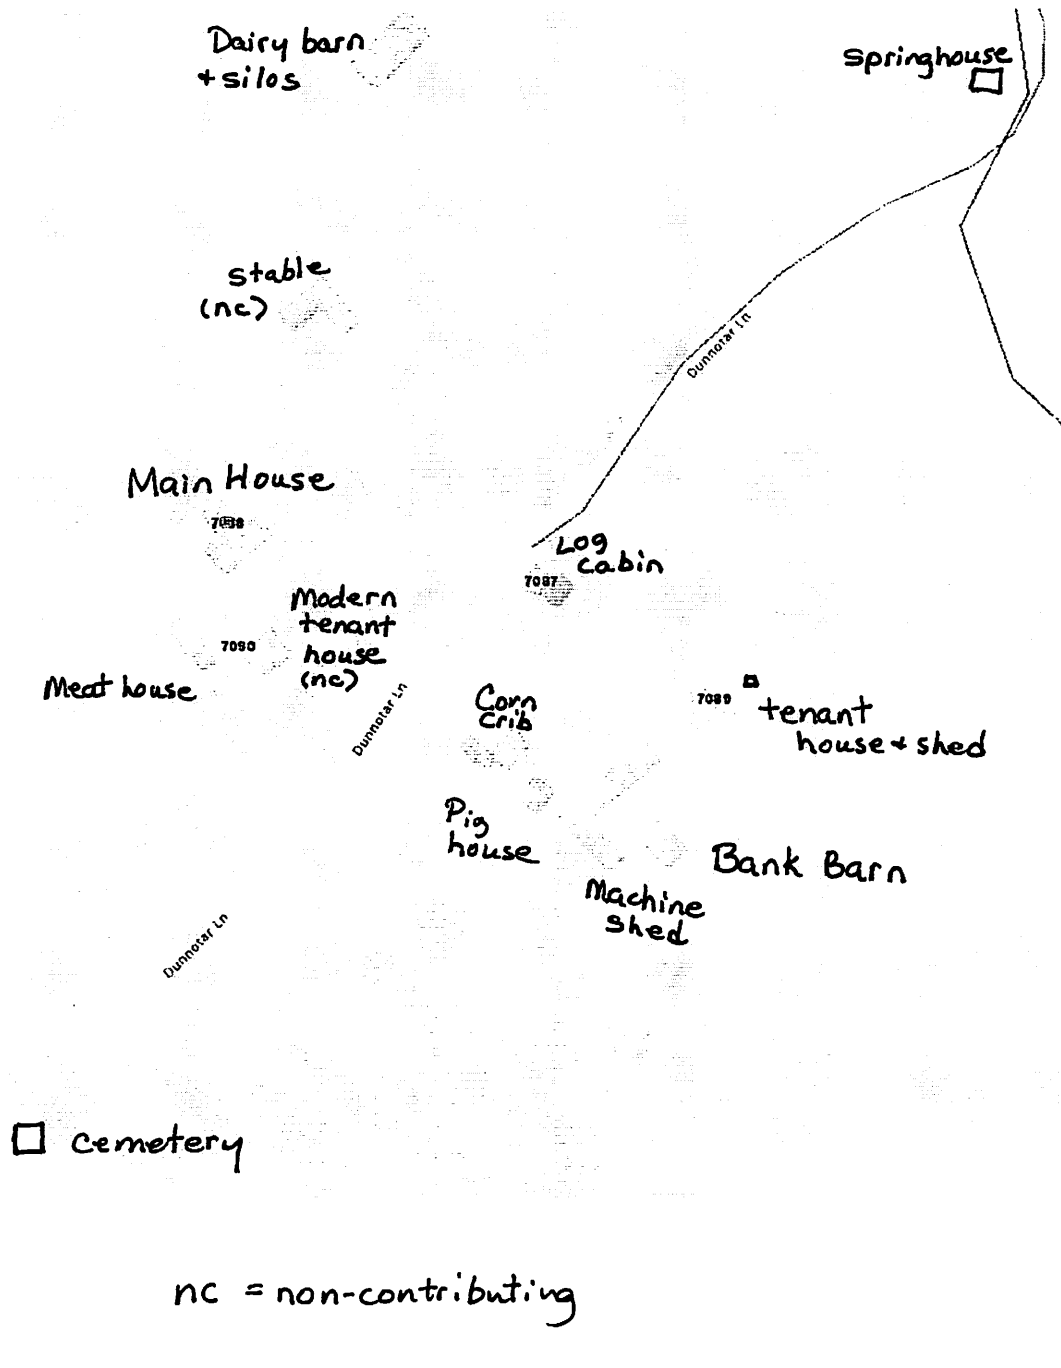 Dairy barn
+ silos
springhouse
stable
(nc)
Dunnotar Ln
Main House
Log
cabin
7087
Modern
tenant
house
(nc)
7090
Meat house
Dunnotar Ln
Corn
crib
7089
tenant
house + shed
Pig
house
Bank Barn
Machine
shed
Dunnotar Ln
cemetery
nc = non-contributing